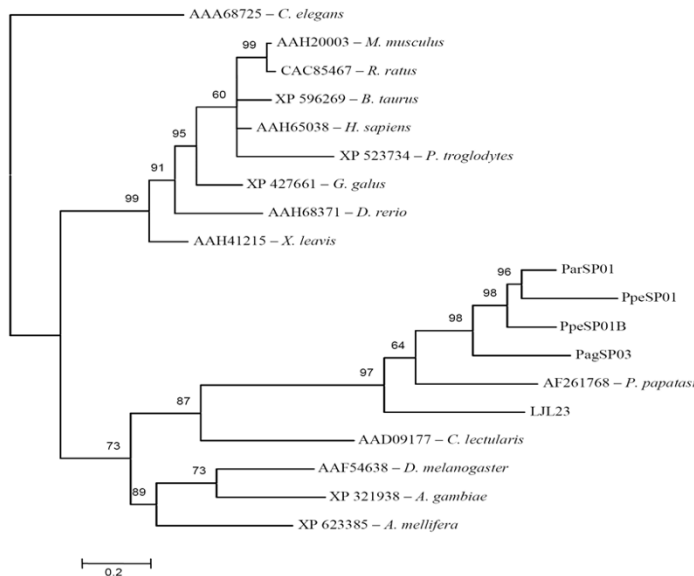 AAA68725 – C. elegans
99
AAH20003 – M. musculus
CAC85467 – R. ratus
XP 596269 – B. taurus
60
AAH65038 – H. sapiens
95
XP 523734 – P. troglodytes
91
XP 427661 – G. galus
99
AAH68371 – D. rerio
AAH41215 – X. leavis
96
ParSP01
98
PpeSP01
98
PpeSP01B
64
PagSP03
97
AF261768 – P. papatasi
87
LJL23
73
AAD09177 – C. lectularis
73
AAF54638 – D. melanogaster
89
XP 321938 – A. gambiae
XP 623385 – A. mellifera
0.2